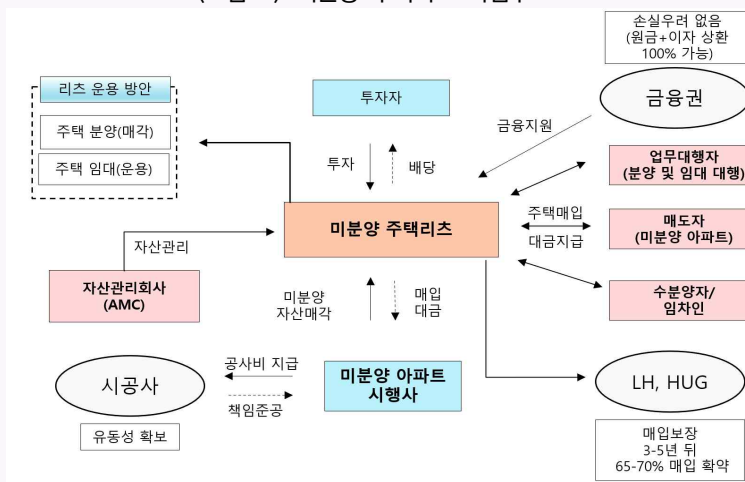 손실우려 없음
(원금+이자 상환
100% 가능)
리츠 운용 방안
투자자
금융권
주택 분양(매각)
금융지원
주택 임대(운용)
투자
배당
업무대행자
(분양 및 임대 대행)
미분양 주택리츠
주택매입
대금지급
매도자
(미분양 아파트)
자산관리
자산관리회사
(AMC)
미분양
자산매각
매입
대금
수분양자/
임차인
시공사
공사비 지급
책임준공
미분양 아파트
시행사
LH, HUG
유동성 확보
매입보장
3-5년 뒤
65-70% 매입 확약